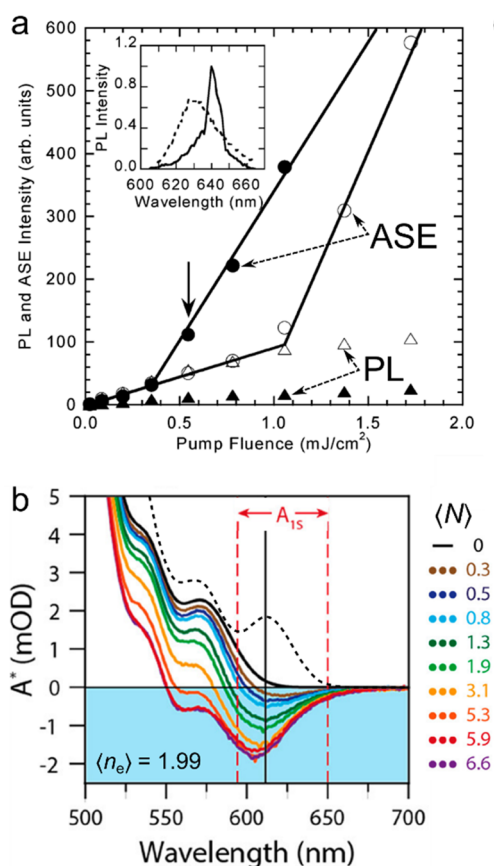 a
PL and ASE Intensity (arb. units)
600
500
400
300
200
100
0
0.0
0.5
1.0
1.5
2.0
Pump Fluence (mJ/cm²)
PL Intensity
1.2
0.8
0.4
0.0
600 620 640 660
Wavelength (nm)
ASE
PL
b
A* (mOD)
5
4
3
2
1
0
-1
-2
A1S
⟨nₑ⟩ = 1.99
500
550
600
650
700
Wavelength (nm)
⟨N⟩
0
0.3
0.5
0.8
1.3
1.9
3.1
5.3
5.9
6.6